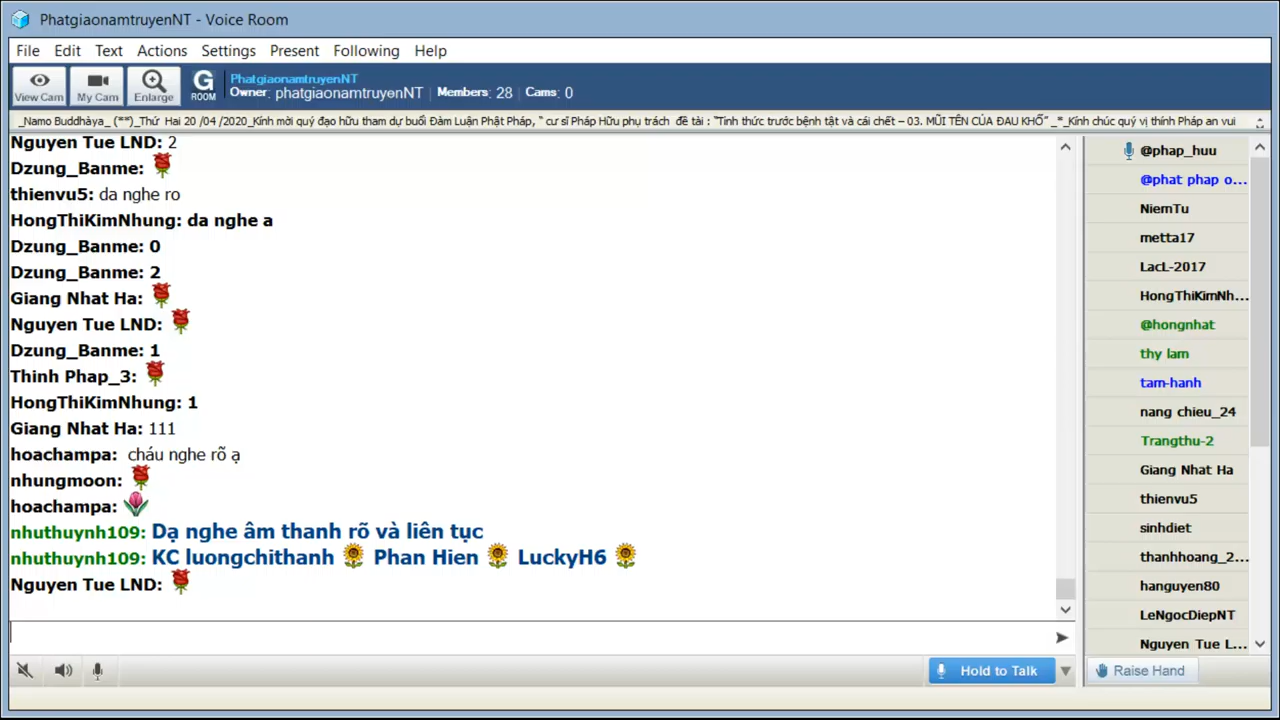 PhatgiaonamtruyenNT - Voice Room
File Edit Text Actions Settings Present Following Help
View Cam My Cam Enlarge G ROOM
PhatgiaonamtruyenNT
Owner: phatgiaonamtruyenNT Members: 28 Cams: 0
_Namo Buddhàya_ (**)_Thứ Hai 20 /04 /2020_Kính mời quý đạo hữu tham dự buổi Đàm Luận Phật Pháp, “ cư sĩ Pháp Hữu phụ trách đề tài : “Tinh thức trước bệnh tật và cái chết – 03. MŨI TÊN CỦA ĐAU KHỔ” _*_Kính chúc quý vị thính Pháp an vui
Nguyen Tue LND: 2
Dzung_Banme:
thienvu5: da nghe ro
HongThiKimNhung: da nghe a
Dzung_Banme: 0
Dzung_Banme: 2
Giang Nhat Ha:
Nguyen Tue LND:
Dzung_Banme: 1
Thinh Phap_3:
HongThiKimNhung: 1
Giang Nhat Ha: 111
hoachampa: cháu nghe rõ ạ
nhungmoon:
hoachampa:
nhuthuynh109: Dạ nghe âm thanh rõ và liên tục
nhuthuynh109: KC luongchithanh Phan Hien LuckyH6
Nguyen Tue LND:
@phap_huu
@phat phap o...
NiemTu
metta17
LacL-2017
HongThiKimNh...
@hongnhat
thy lam
tam-hanh
nang chieu_24
Trangthu-2
Giang Nhat Ha
thienvu5
sinhdiet
thanhhoang_2...
hanguyen80
LeNgocDiepNT
Nguyen Tue L...
Hold to Talk
Raise Hand